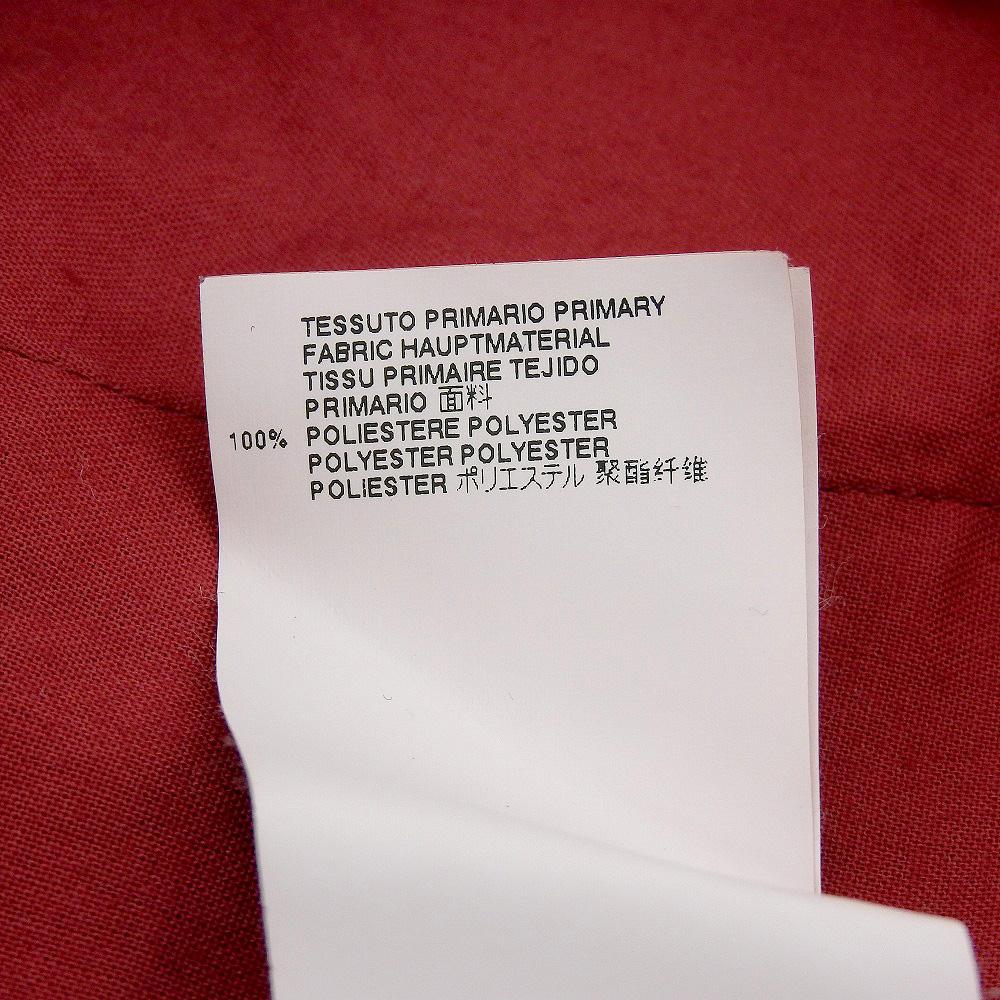 TESSUTO PRIMARIO PRIMARY
FABRIC HAUPTMATERIAL
TISSU PRIMAIRE TEJIDO
PRIMARIO 面料
100% POLIESTERE POLYESTER
POLYESTER POLYESTER
POLIESTER ポリエステル 聚酯纤维